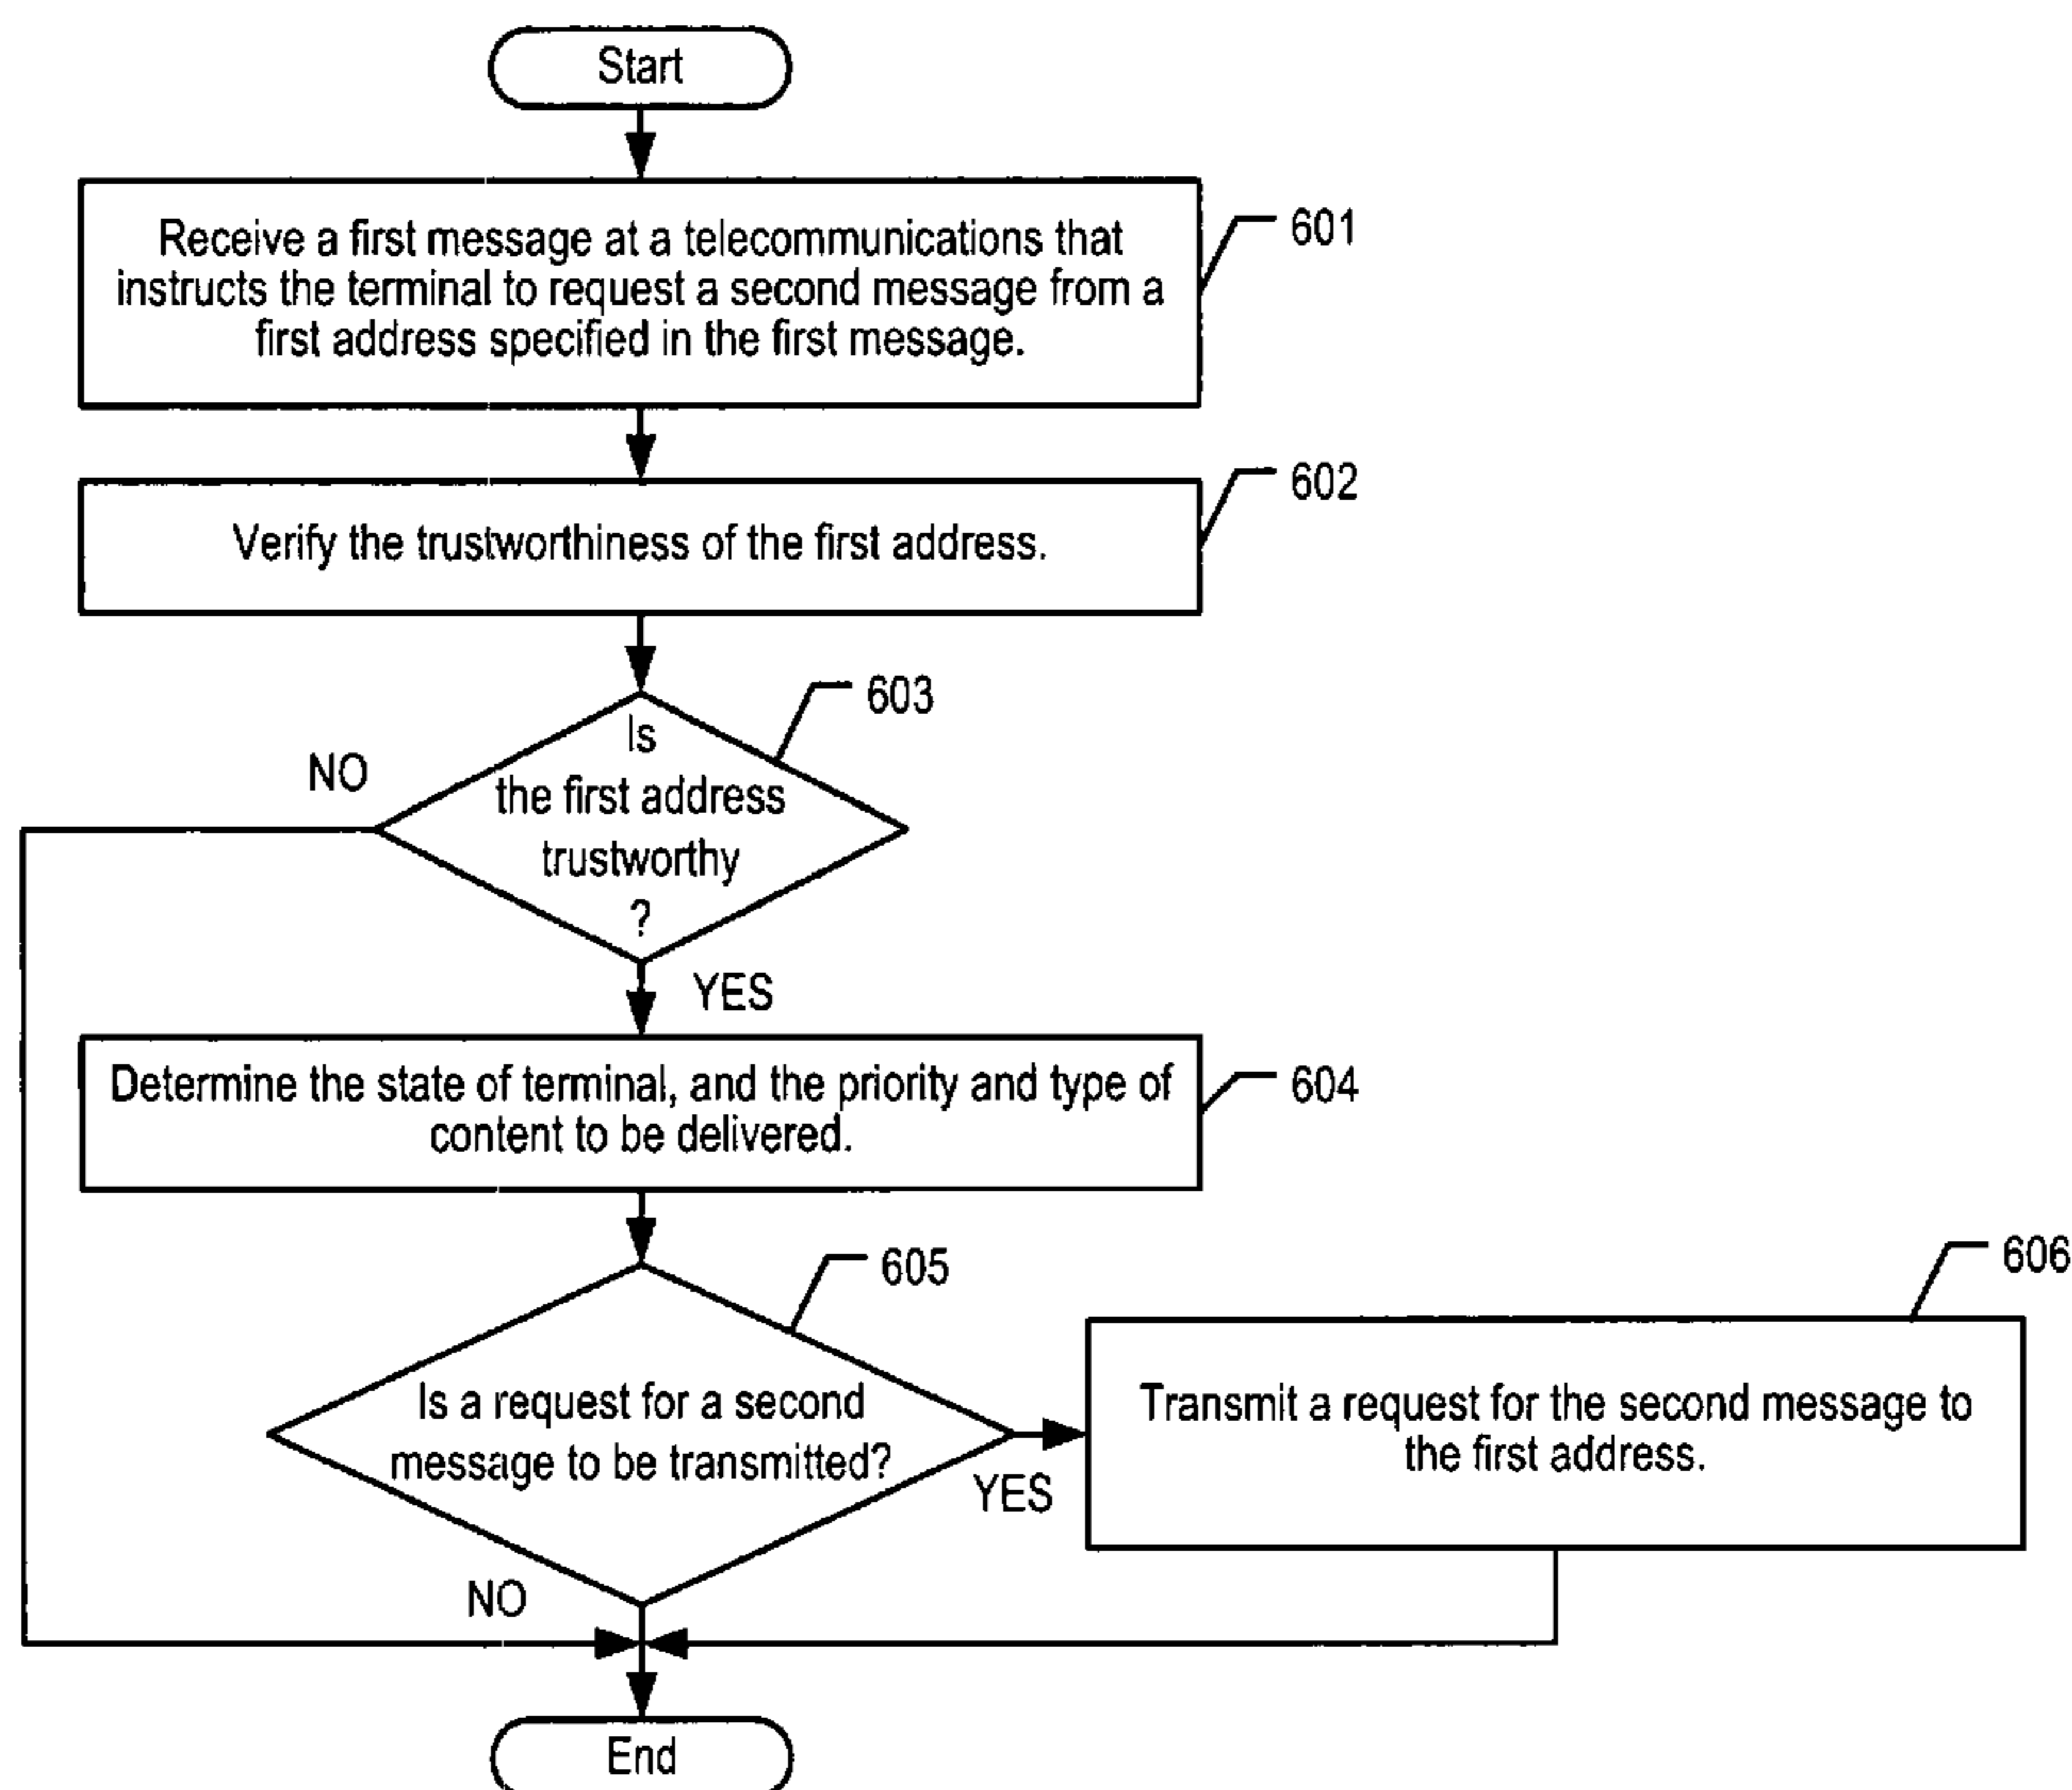 Start
Receive a first message at a telecommunications that
instructs the terminal to request a second message from a
first address specified in the first message.
601
Verify the trustworthiness of the first address.
602
603
Is
the first address
trustworthy
?
NO
YES
Determine the state of terminal, and the priority and type of
content to be delivered.
604
605
Is a request for a second
message to be transmitted?
YES
606
Transmit a request for the second message to
the first address.
NO
End